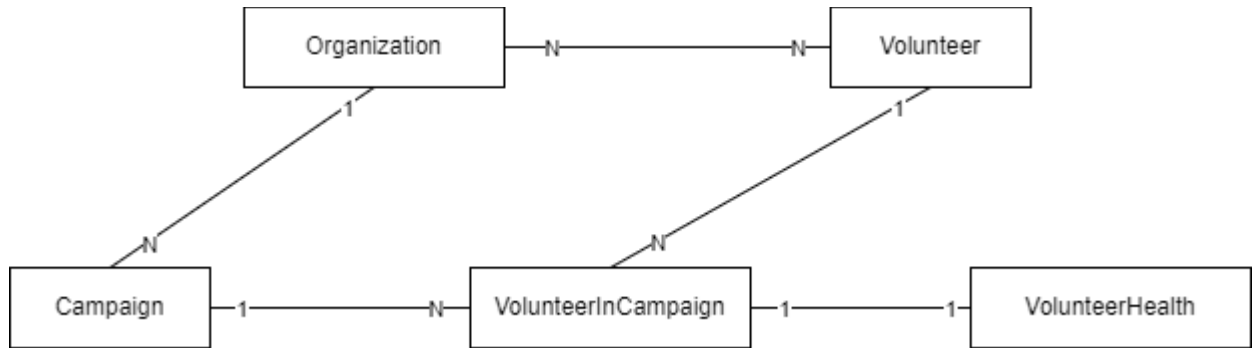 Organization
N
N
Volunteer
1
1
N
N
Campaign
1
N
VolunteerInCampaign
1
1
VolunteerHealth